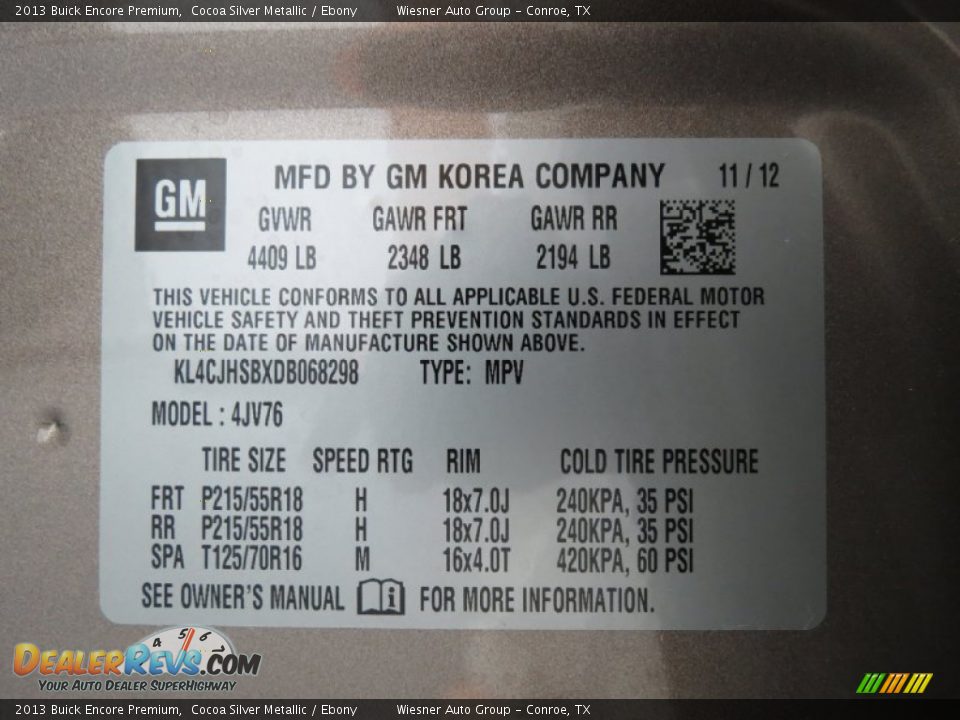 2013 Buick Encore Premium, Cocoa Silver Metallic / Ebony Wiesner Auto Group - Conroe, TX
GM MFD BY GM KOREA COMPANY 11 / 12
GVWR GAWR FRT GAWR RR
4409 LB 2348 LB 2194 LB
THIS VEHICLE CONFORMS TO ALL APPLICABLE U.S. FEDERAL MOTOR
VEHICLE SAFETY AND THEFT PREVENTION STANDARDS IN EFFECT
ON THE DATE OF MANUFACTURE SHOWN ABOVE.
KL4CJHSBXDB068298 TYPE: MPV
MODEL : 4JV76
TIRE SIZE SPEED RTG RIM COLD TIRE PRESSURE
FRT P215/55R18 H 18x7.0J 240KPA, 35 PSI
RR P215/55R18 H 18x7.0J 240KPA, 35 PSI
SPA T125/70R16 M 16x4.0T 420KPA, 60 PSI
SEE OWNER'S MANUAL i FOR MORE INFORMATION.
4 5 6 7
DEALERREVS.COM
YOUR AUTO DEALER SUPERHIGHWAY
2013 Buick Encore Premium, Cocoa Silver Metallic / Ebony Wiesner Auto Group - Conroe, TX